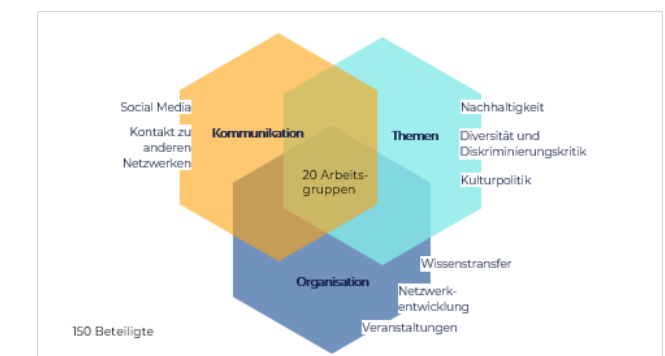 Social Media
Kontakt zu
anderen
Netzwerken
Kommunikation
Themen
Nachhaltigkeit
Diversität und
Diskriminierungskritik
Kulturpolitik
20 Arbeits-
gruppen
Organisation
Wissenstransfer
Netzwerk-
entwicklung
Veranstaltungen
150 Beteiligte